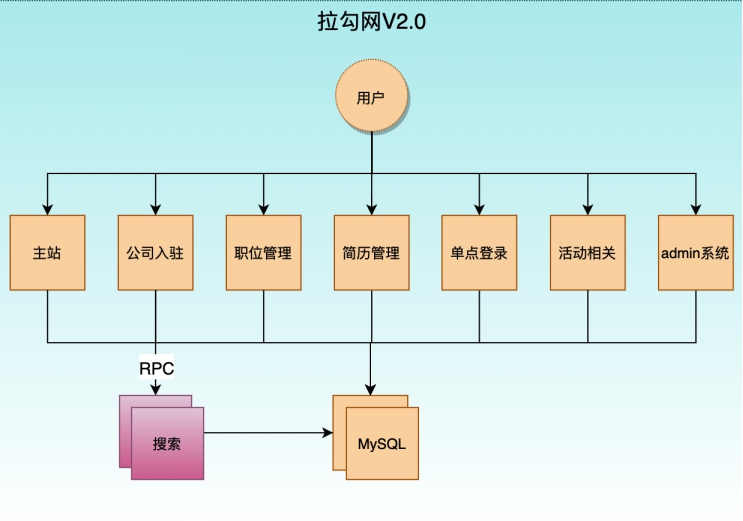 拉勾网V2.0
用户
主站
公司入驻
职位管理
简历管理
单点登录
活动相关
admin系统
RPC
搜索
MySQL